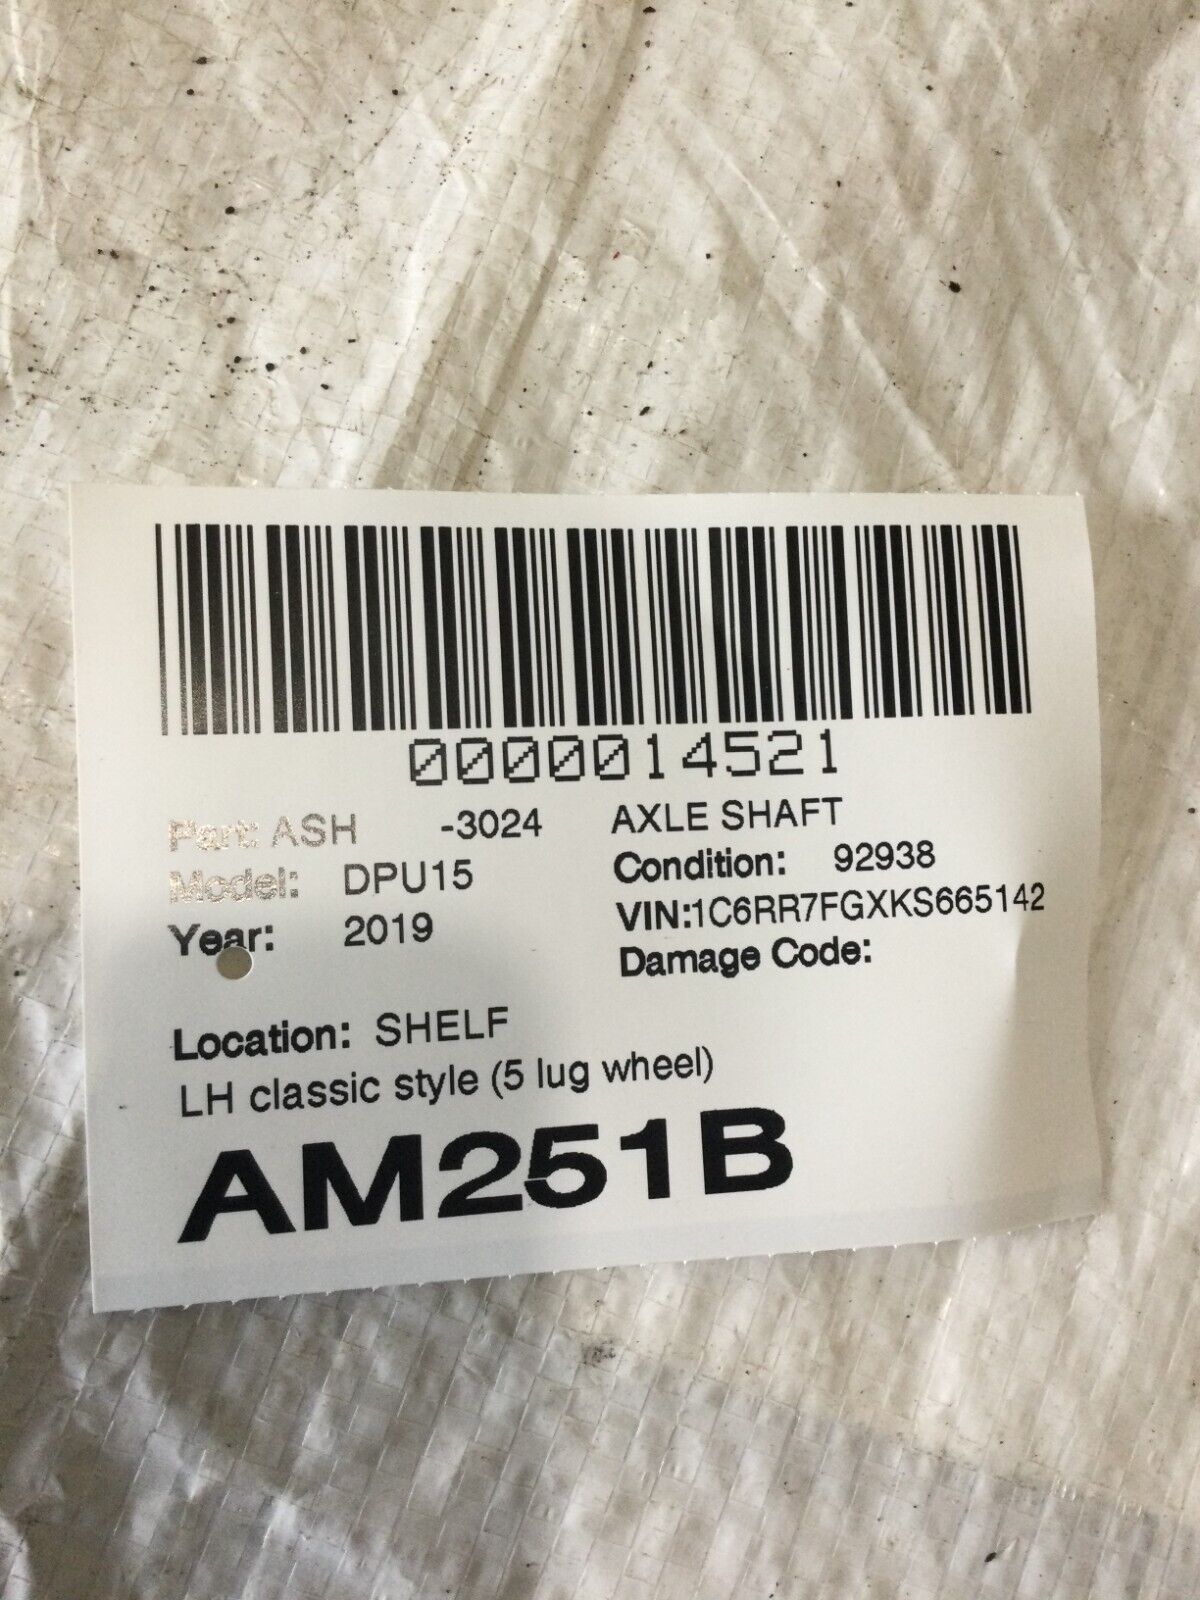 0000014521
Part: ASH -3024 AXLE SHAFT
Model: DPU15 Condition: 92938
Year: 2019 VIN:1C6RR7FGXKS665142
Damage Code:
Location: SHELF
LH classic style (5 lug wheel)
AM251B